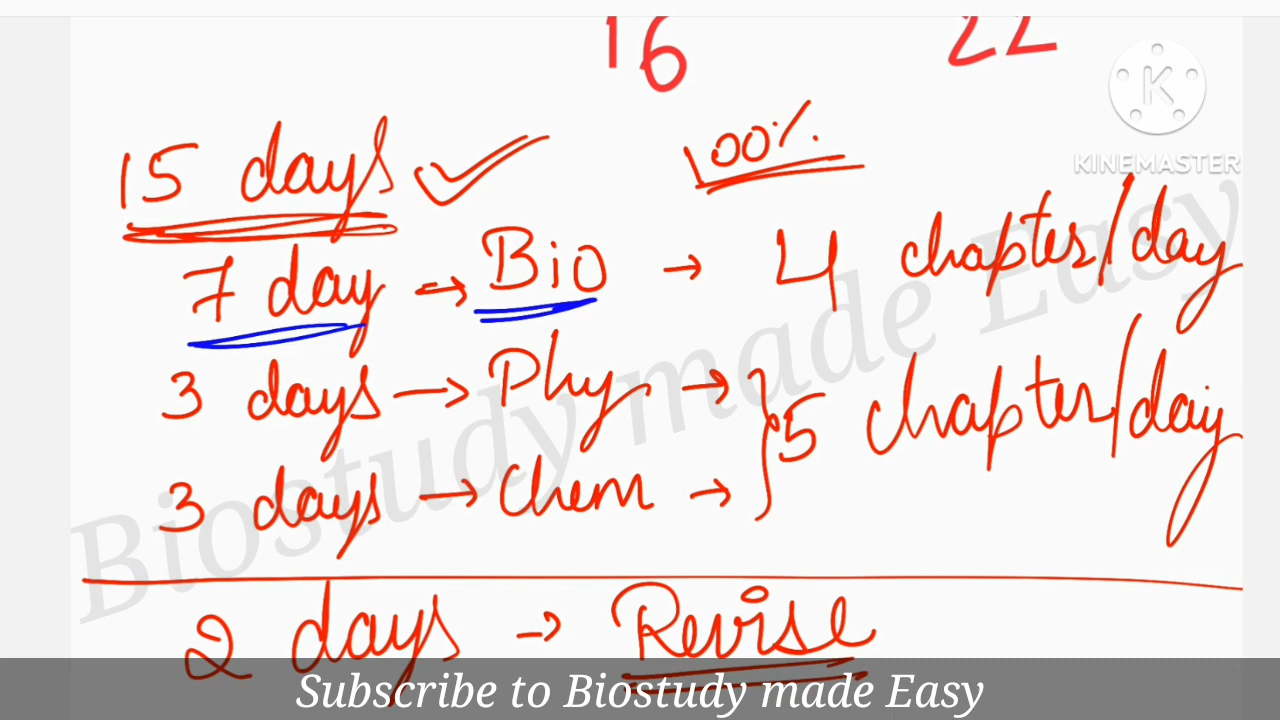 16 22
15 days 100%
7 day → Bio → 4 chapter/day
3 days → Phy → } 5 chapter/day
3 days → Chem →
2 days → Revise
KINEMASTER
Biostudy made Easy
Subscribe to Biostudy made Easy